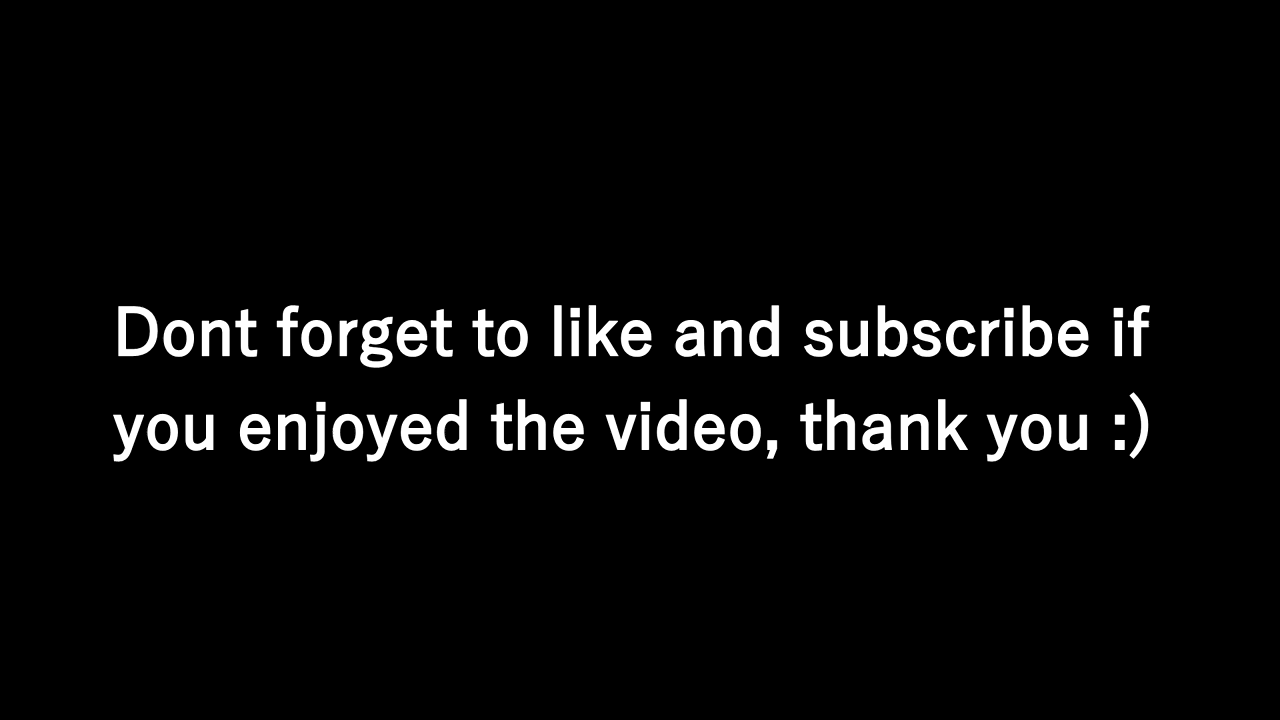 Dont forget to like and subscribe if
you enjoyed the video, thank you :)